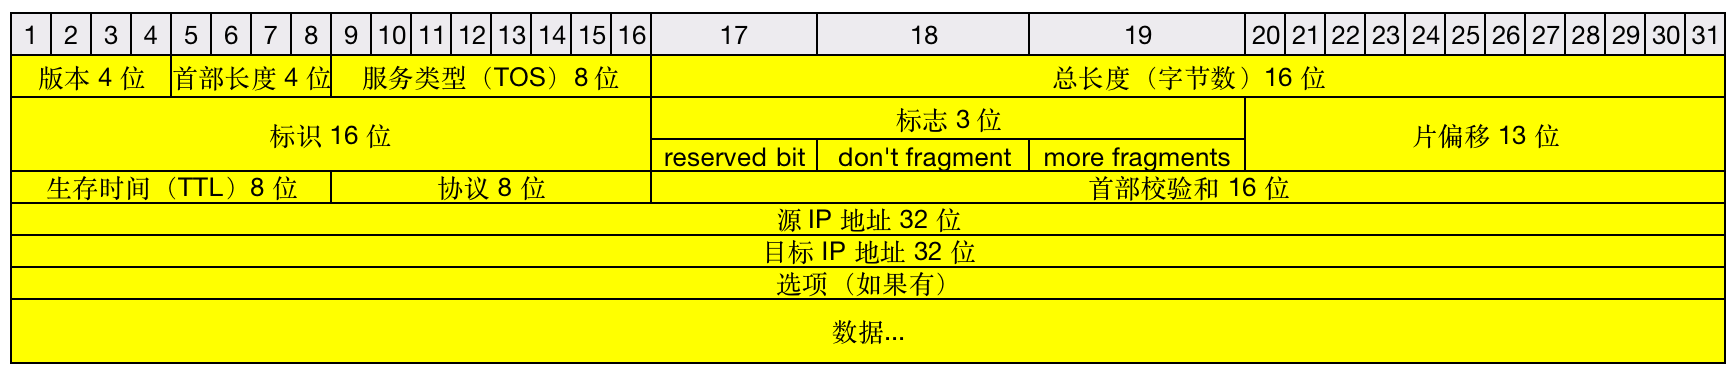 1 2 3 4 5 6 7 8 9 10 11 12 13 14 15 16 17 18 19 20 21 22 23 24 25 26 27 28 29 30 31
版本 4 位 首部长度 4 位 服务类型（TOS）8 位 总长度（字节数）16 位
标识 16 位 标志 3 位 片偏移 13 位
reserved bit don't fragment more fragments
生存时间（TTL）8 位 协议 8 位 首部校验和 16 位
源 IP 地址 32 位
目标 IP 地址 32 位
选项（如果有）
数据...